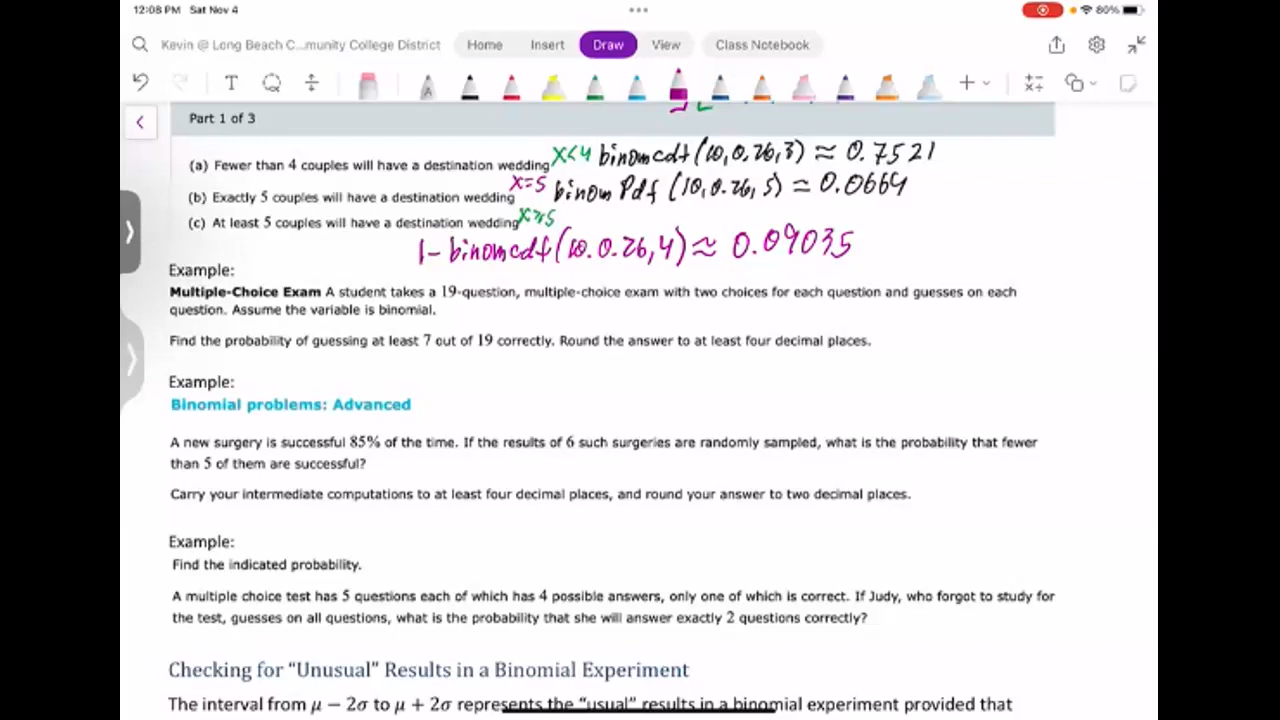 12:08 PM Sat Nov 4
80%
Kevin @ Long Beach C...munity College District Home Insert Draw View Class Notebook
Part 1 of 3
(a) Fewer than 4 couples will have a destination wedding x<4 binomcdf(10,0.26,3) ≈ 0.7521
(b) Exactly 5 couples will have a destination wedding x=5 binompdf(10,0.26,5) ≈ 0.0664
(c) At least 5 couples will have a destination wedding x≥5
1- binomcdf(10.0.26,4) ≈ 0.09035
Example:
Multiple-Choice Exam A student takes a 19-question, multiple-choice exam with two choices for each question and guesses on each
question. Assume the variable is binomial.
Find the probability of guessing at least 7 out of 19 correctly. Round the answer to at least four decimal places.
Example:
Binomial problems: Advanced
A new surgery is successful 85% of the time. If the results of 6 such surgeries are randomly sampled, what is the probability that fewer
than 5 of them are successful?
Carry your intermediate computations to at least four decimal places, and round your answer to two decimal places.
Example:
Find the indicated probability.
A multiple choice test has 5 questions each of which has 4 possible answers, only one of which is correct. If Judy, who forgot to study for
the test, guesses on all questions, what is the probability that she will answer exactly 2 questions correctly?
Checking for “Unusual” Results in a Binomial Experiment
The interval from μ − 2σ to μ + 2σ represents the “usual” results in a binomial experiment provided that